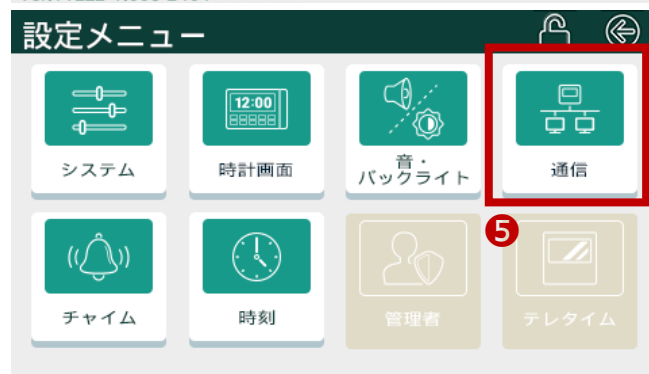 設定メニュー
12:00
システム
時計画面
音・
バックライト
通信
❺
チャイム
時刻
管理者
テレタイム